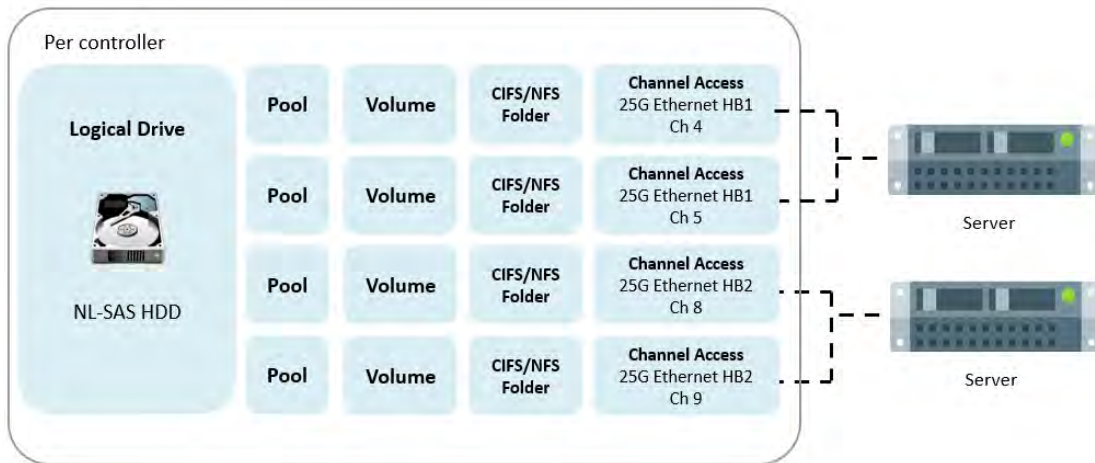 Per controller
Logical Drive
NL-SAS HDD
Pool
Volume
CIFS/NFS
Folder
Channel Access
25G Ethernet HB1
Ch 4
Pool
Volume
CIFS/NFS
Folder
Channel Access
25G Ethernet HB1
Ch 5
Pool
Volume
CIFS/NFS
Folder
Channel Access
25G Ethernet HB2
Ch 8
Pool
Volume
CIFS/NFS
Folder
Channel Access
25G Ethernet HB2
Ch 9
Server
Server